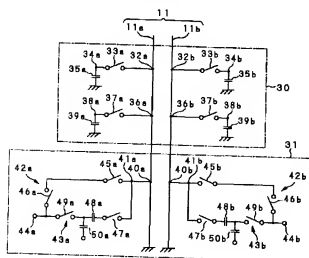 11
11a 11b
34a 33a 32a 32b 33b 34b
35a 35b
30
38a 37a 36a 36b 37b 38b
39a 39b
31
42a 45a 41a 40a 41b 40b 45b 42b
46a 46b
49a 48a 48b 49b
44a 43a 50a 47a 47b 50b 43b 44b